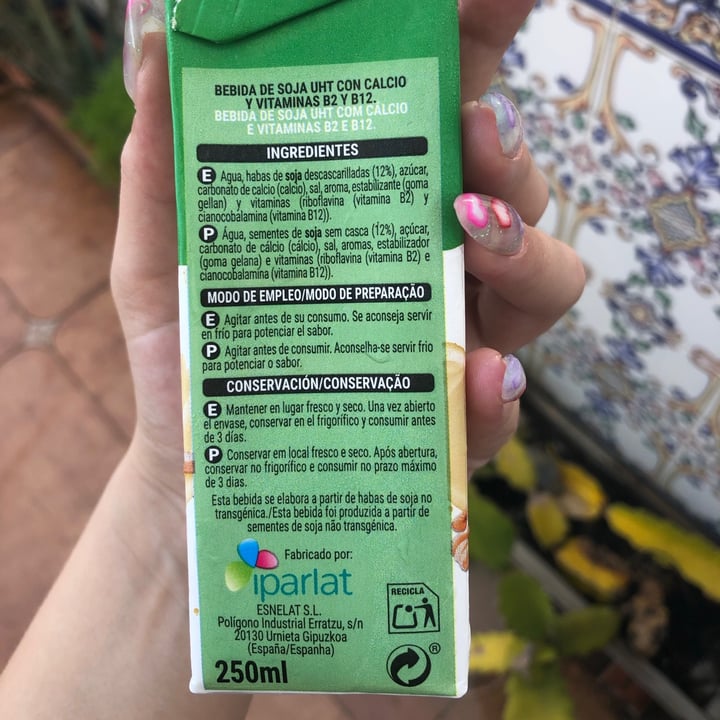 BEBIDA DE SOJA UHT CON CALCIO
Y VITAMINAS B2 Y B12.
BEBIDA DE SOJA UHT COM CÁLCIO
E VITAMINAS B2 E B12.
INGREDIENTES
E Agua, habas de soja descascarilladas (12%), azúcar,
carbonato de calcio (calcio), sal, aroma, estabilizante (goma
gellan) y vitaminas (riboflavina (vitamina B2) y
cianocobalamina (vitamina B12)).
P Água, sementes de soja sem casca (12%), açúcar,
carbonato de cálcio (cálcio), sal, aromas, estabilizador
(goma gelana) e vitaminas (riboflavina (vitamina B2) e
cianocobalamina (vitamina B12)).
MODO DE EMPLEO/MODO DE PREPARAÇÃO
E Agitar antes de su consumo. Se aconseja servir
en frío para potenciar el sabor.
P Agitar antes de consumir. Aconselha-se servir frio
para potenciar o sabor.
CONSERVACIÓN/CONSERVAÇÃO
E Mantener en lugar fresco y seco. Una vez abierto
el envase, conservar en el frigorífico y consumir antes
de 3 días.
P Conservar em local fresco e seco. Após abertura,
conservar no frigorífico e consumir no prazo máximo
de 3 dias.
Esta bebida se elabora a partir de habas de soja no
transgénica./Esta bebida foi produzida a partir de
sementes de soja não transgénica.
Fabricado por:
iparlat
ESNELAT S.L.
Polígono Industrial Erratzu, s/n
20130 Urnieta Gipuzkoa
(España/Espanha)
250ml
RECICLA
®